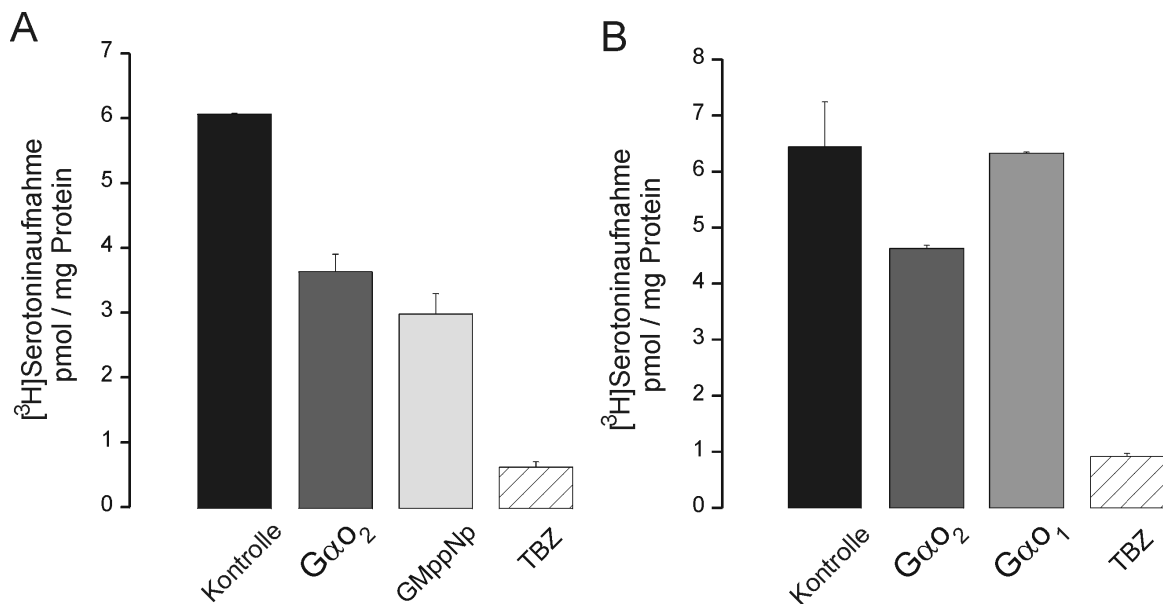 A
[³H]Serotoninaufnahme
pmol / mg Protein
7
6
5
4
3
2
1
0
Kontrolle
Gαo₂
GMppNp
TBZ
B
[³H]Serotoninaufnahme
pmol / mg Protein
8
7
6
5
4
3
2
1
0
Kontrolle
Gαo₂
Gαo₁
TBZ